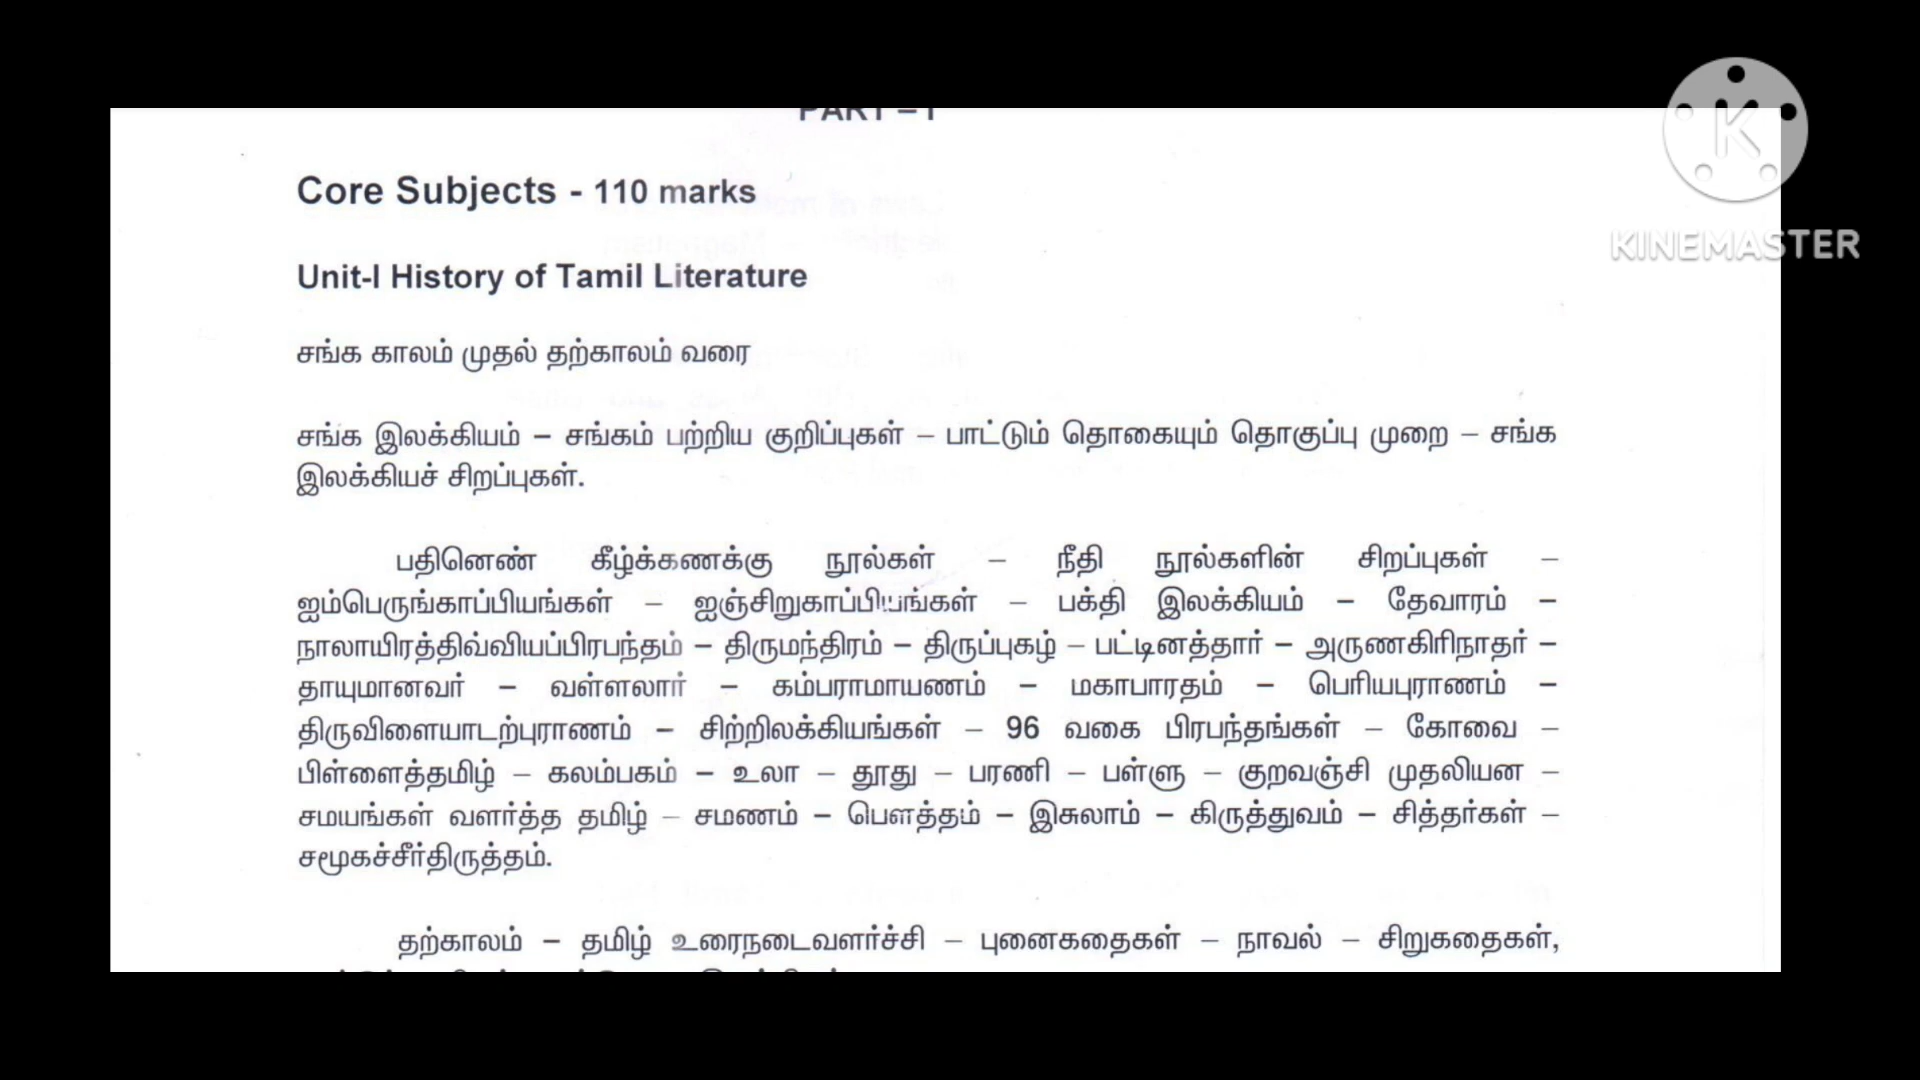 PART – I
K
KINEMASTER
Core Subjects - 110 marks
Unit-I History of Tamil Literature
சங்க காலம் முதல் தற்காலம் வரை
சங்க இலக்கியம் – சங்கம் பற்றிய குறிப்புகள் – பாட்டும் தொகையும் தொகுப்பு முறை – சங்க
இலக்கியச் சிறப்புகள்.
பதினெண் கீழ்க்கணக்கு நூல்கள் – நீதி நூல்களின் சிறப்புகள் –
ஐம்பெருங்காப்பியங்கள் – ஐஞ்சிறுகாப்பியங்கள் – பக்தி இலக்கியம் – தேவாரம் –
நாலாயிரத்திவ்வியப்பிரபந்தம் – திருமந்திரம் – திருப்புகழ் – பட்டினத்தார் – அருணகிரிநாதர் –
தாயுமானவர் – வள்ளலார் – கம்பராமாயணம் – மகாபாரதம் – பெரியபுராணம் –
திருவிளையாடற்புராணம் – சிற்றிலக்கியங்கள் – 96 வகை பிரபந்தங்கள் – கோவை –
பிள்ளைத்தமிழ் – கலம்பகம் – உலா – தூது – பரணி – பள்ளு – குறவஞ்சி முதலியன –
சமயங்கள் வளர்த்த தமிழ் – சமணம் – பௌத்தம் – இசுலாம் – கிருத்துவம் – சித்தர்கள் –
சமூகச்சீர்திருத்தம்.
தற்காலம் – தமிழ் உரைநடைவளர்ச்சி – புனைகதைகள் – நாவல் – சிறுகதைகள்,